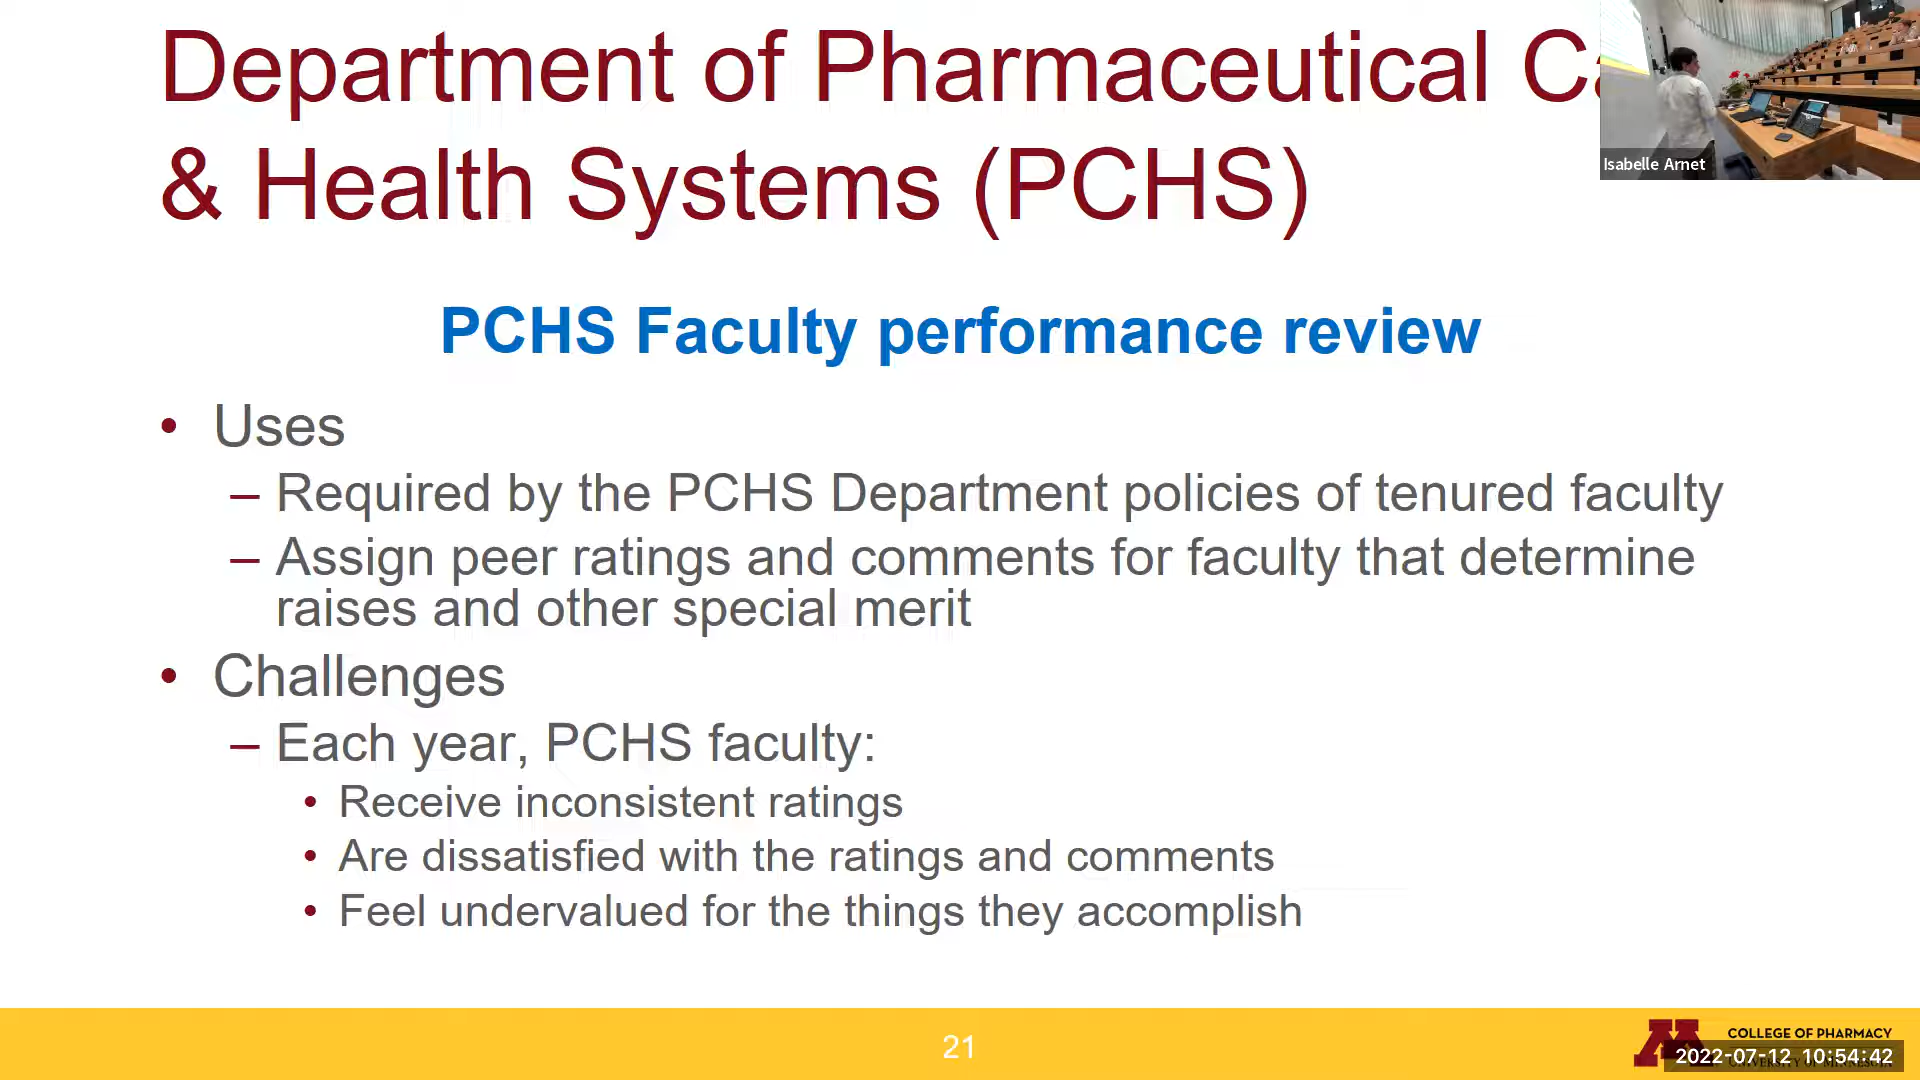 Department of Pharmaceutical
& Health Systems (PCHS)
Isabelle Arnet
PCHS Faculty performance review
• Uses
– Required by the PCHS Department policies of tenured faculty
– Assign peer ratings and comments for faculty that determine
raises and other special merit
• Challenges
– Each year, PCHS faculty:
• Receive inconsistent ratings
• Are dissatisfied with the ratings and comments
• Feel undervalued for the things they accomplish
21
M
COLLEGE OF PHARMACY
2022-07-12 10:54:42